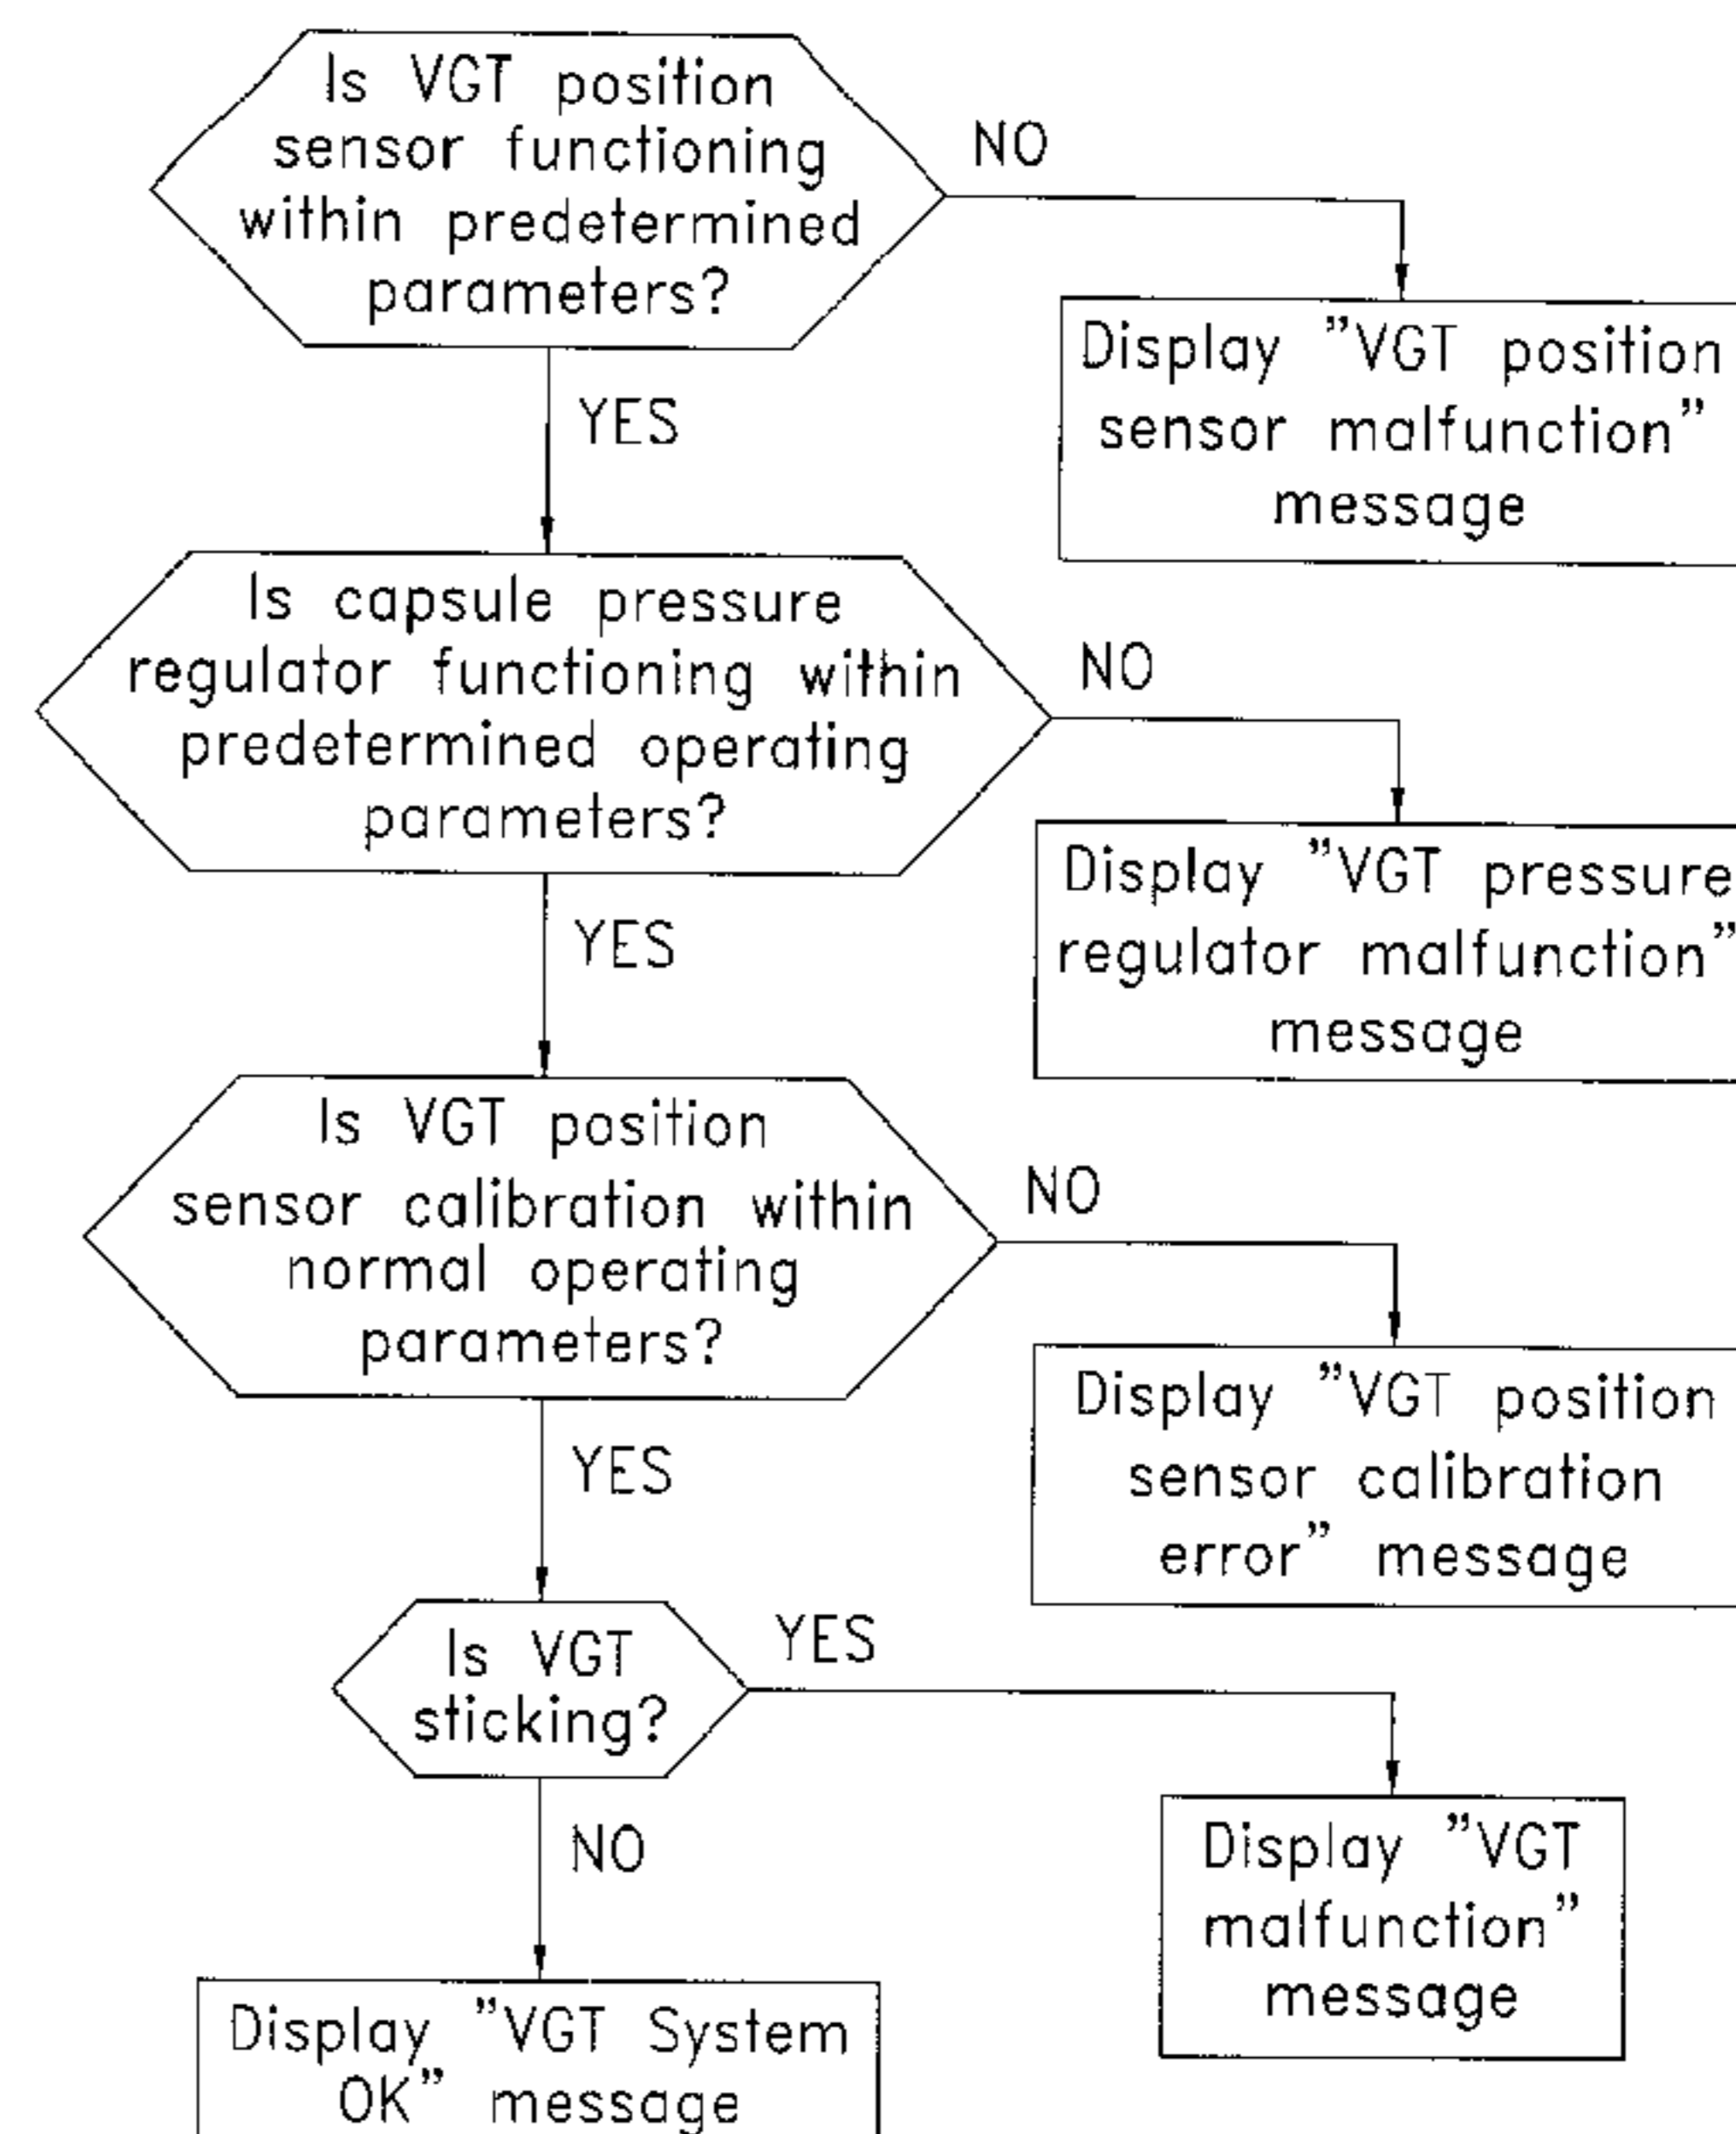 Is VGT position
sensor functioning
within predetermined
parameters?
NO
Display "VGT position
sensor malfunction"
message
YES
Is capsule pressure
regulator functioning within
predetermined operating
parameters?
NO
Display "VGT pressure
regulator malfunction"
message
YES
Is VGT position
sensor calibration within
normal operating
parameters?
NO
Display "VGT position
sensor calibration
error" message
YES
Is VGT
sticking?
YES
Display "VGT
malfunction"
message
NO
Display "VGT System
OK" message